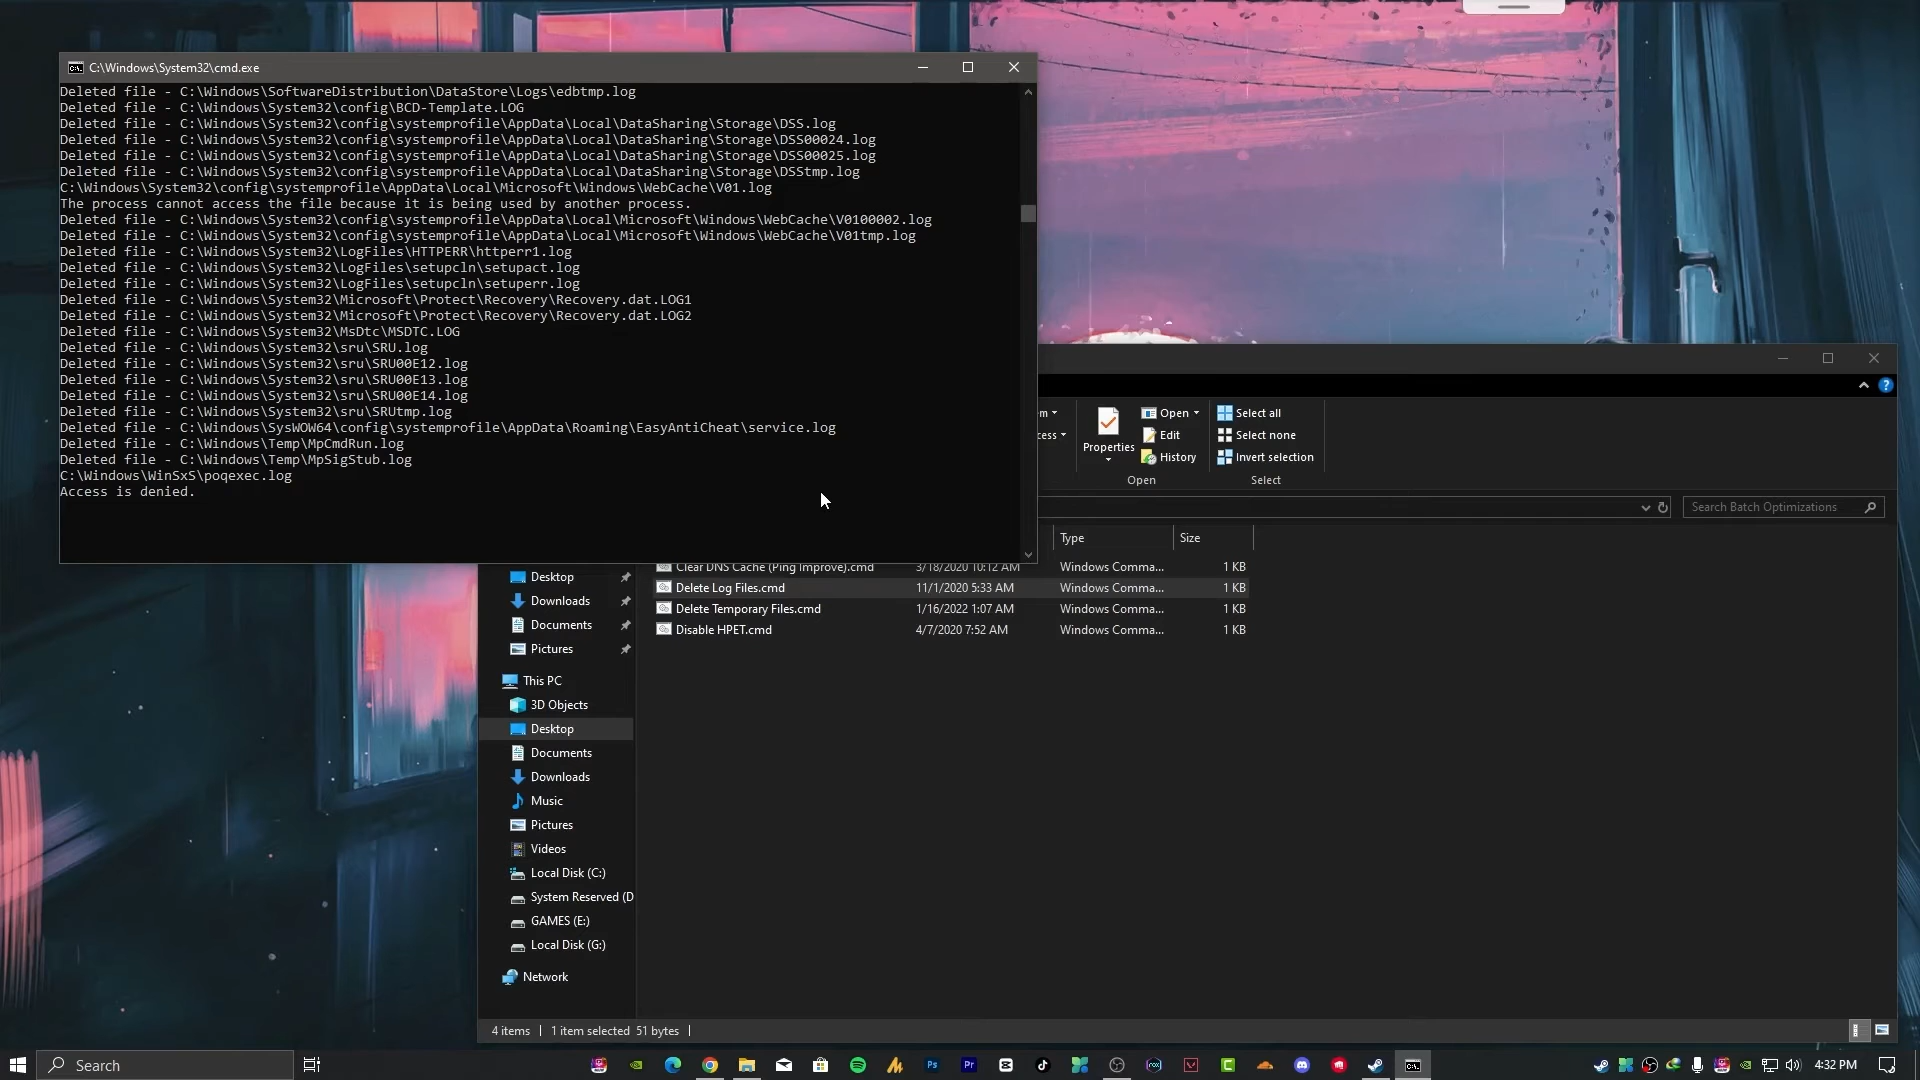 C:\Windows\System32\cmd.exe
Deleted file - C:\Windows\SoftwareDistribution\DataStore\Logs\edbtmp.log
Deleted file - C:\Windows\System32\config\BCD-Template.LOG
Deleted file - C:\Windows\System32\config\systemprofile\AppData\Local\DataSharing\Storage\DSS.log
Deleted file - C:\Windows\System32\config\systemprofile\AppData\Local\DataSharing\Storage\DSS00024.log
Deleted file - C:\Windows\System32\config\systemprofile\AppData\Local\DataSharing\Storage\DSS00025.log
Deleted file - C:\Windows\System32\config\systemprofile\AppData\Local\DataSharing\Storage\DSStmp.log
C:\Windows\System32\config\systemprofile\AppData\Local\Microsoft\Windows\WebCache\V01.log
The process cannot access the file because it is being used by another process.
Deleted file - C:\Windows\System32\config\systemprofile\AppData\Local\Microsoft\Windows\WebCache\V0100002.log
Deleted file - C:\Windows\System32\config\systemprofile\AppData\Local\Microsoft\Windows\WebCache\V01tmp.log
Deleted file - C:\Windows\System32\LogFiles\HTTPERR\httperr1.log
Deleted file - C:\Windows\System32\LogFiles\setupcln\setupact.log
Deleted file - C:\Windows\System32\LogFiles\setupcln\setuperr.log
Deleted file - C:\Windows\System32\Microsoft\Protect\Recovery\Recovery.dat.LOG1
Deleted file - C:\Windows\System32\Microsoft\Protect\Recovery\Recovery.dat.LOG2
Deleted file - C:\Windows\System32\MsDtc\MSDTC.LOG
Deleted file - C:\Windows\System32\sru\SRU.log
Deleted file - C:\Windows\System32\sru\SRU00E12.log
Deleted file - C:\Windows\System32\sru\SRU00E13.log
Deleted file - C:\Windows\System32\sru\SRU00E14.log
Deleted file - C:\Windows\System32\sru\SRUtmp.log
Deleted file - C:\Windows\SysWOW64\config\systemprofile\AppData\Roaming\EasyAntiCheat\service.log
Deleted file - C:\Windows\Temp\MpCmdRun.log
Deleted file - C:\Windows\Temp\MpSigStub.log
C:\Windows\WinSxS\poqexec.log
Access is denied.
Properties
Open
Edit
History
Open
Select all
Select none
Invert selection
Select
Search Batch Optimizations
Type Size
Clear DNS Cache (Ping Improve).cmd 3/18/2020 10:12 AM Windows Comma... 1 KB
Delete Log Files.cmd 11/1/2020 5:33 AM Windows Comma... 1 KB
Delete Temporary Files.cmd 1/16/2022 1:07 AM Windows Comma... 1 KB
Disable HPET.cmd 4/7/2020 7:52 AM Windows Comma... 1 KB
Desktop
Downloads
Documents
Pictures
This PC
3D Objects
Desktop
Documents
Downloads
Music
Pictures
Videos
Local Disk (C:)
System Reserved (D
GAMES (E:)
Local Disk (G:)
Network
4 items 1 item selected 51 bytes
Search
Ps
Pr
4:32 PM